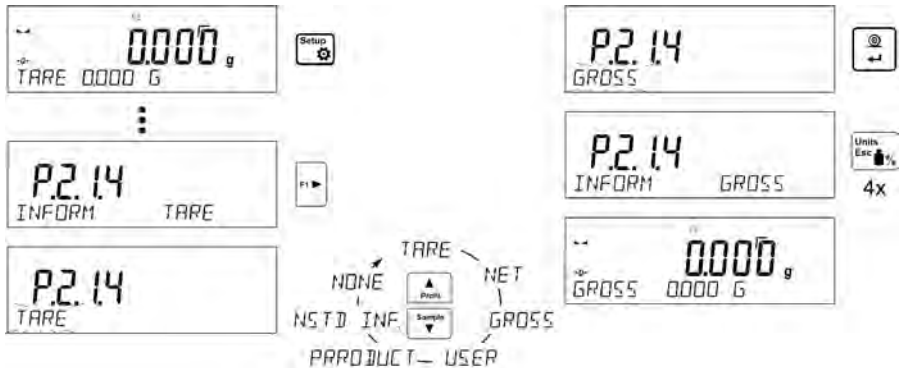 0.000 g
TARE 0.000 G
Setup
P.2.1.4
INFORM TARE
F1
P.2.1.4
TARE
TARE
NET
GROSS
USER
PRRODUCT
NSTD INF
NONE
Profil
Sample
P.2.1.4
GROSS
P.2.1.4
INFORM GROSS
Units
Esc %
4x
0.000 g
GROSS 0.000 G